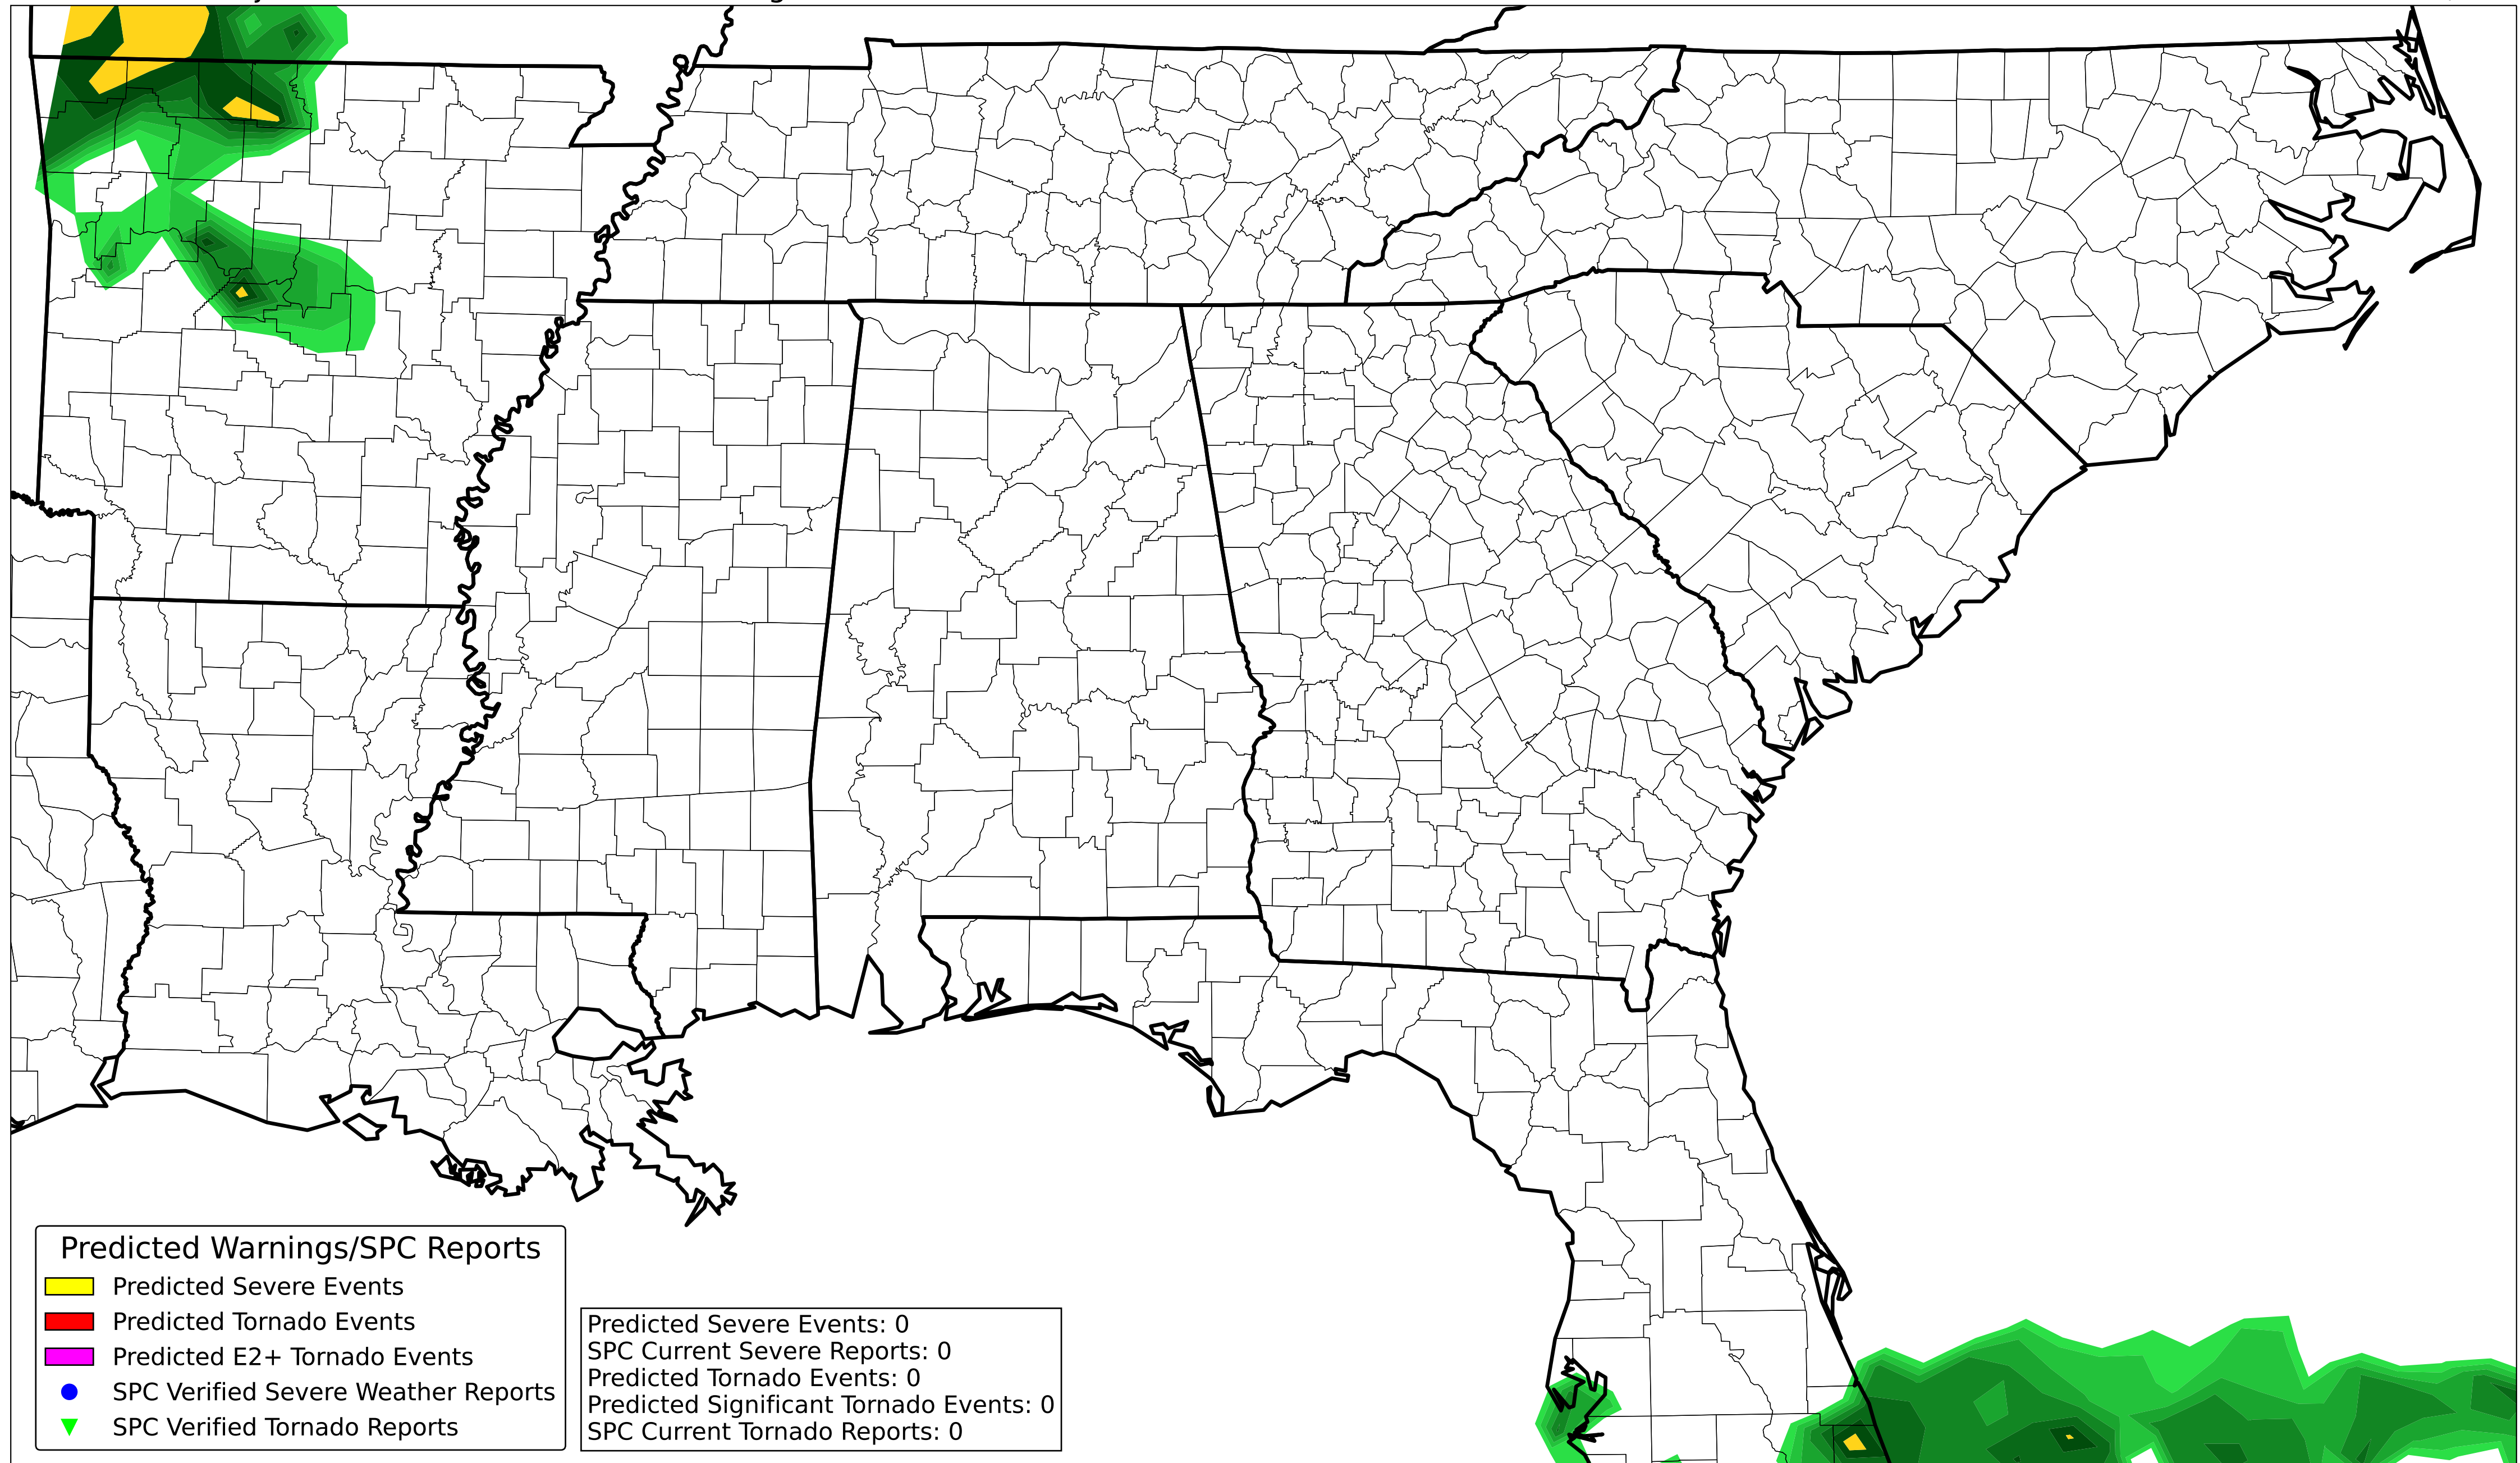 Predicted Warnings/SPC Reports
Predicted Severe Events
Predicted Tornado Events
Predicted E2+ Tornado Events
SPC Verified Severe Weather Reports
SPC Verified Tornado Reports
Predicted Severe Events: 0
SPC Current Severe Reports: 0
Predicted Tornado Events: 0
Predicted Significant Tornado Events: 0
SPC Current Tornado Reports: 0